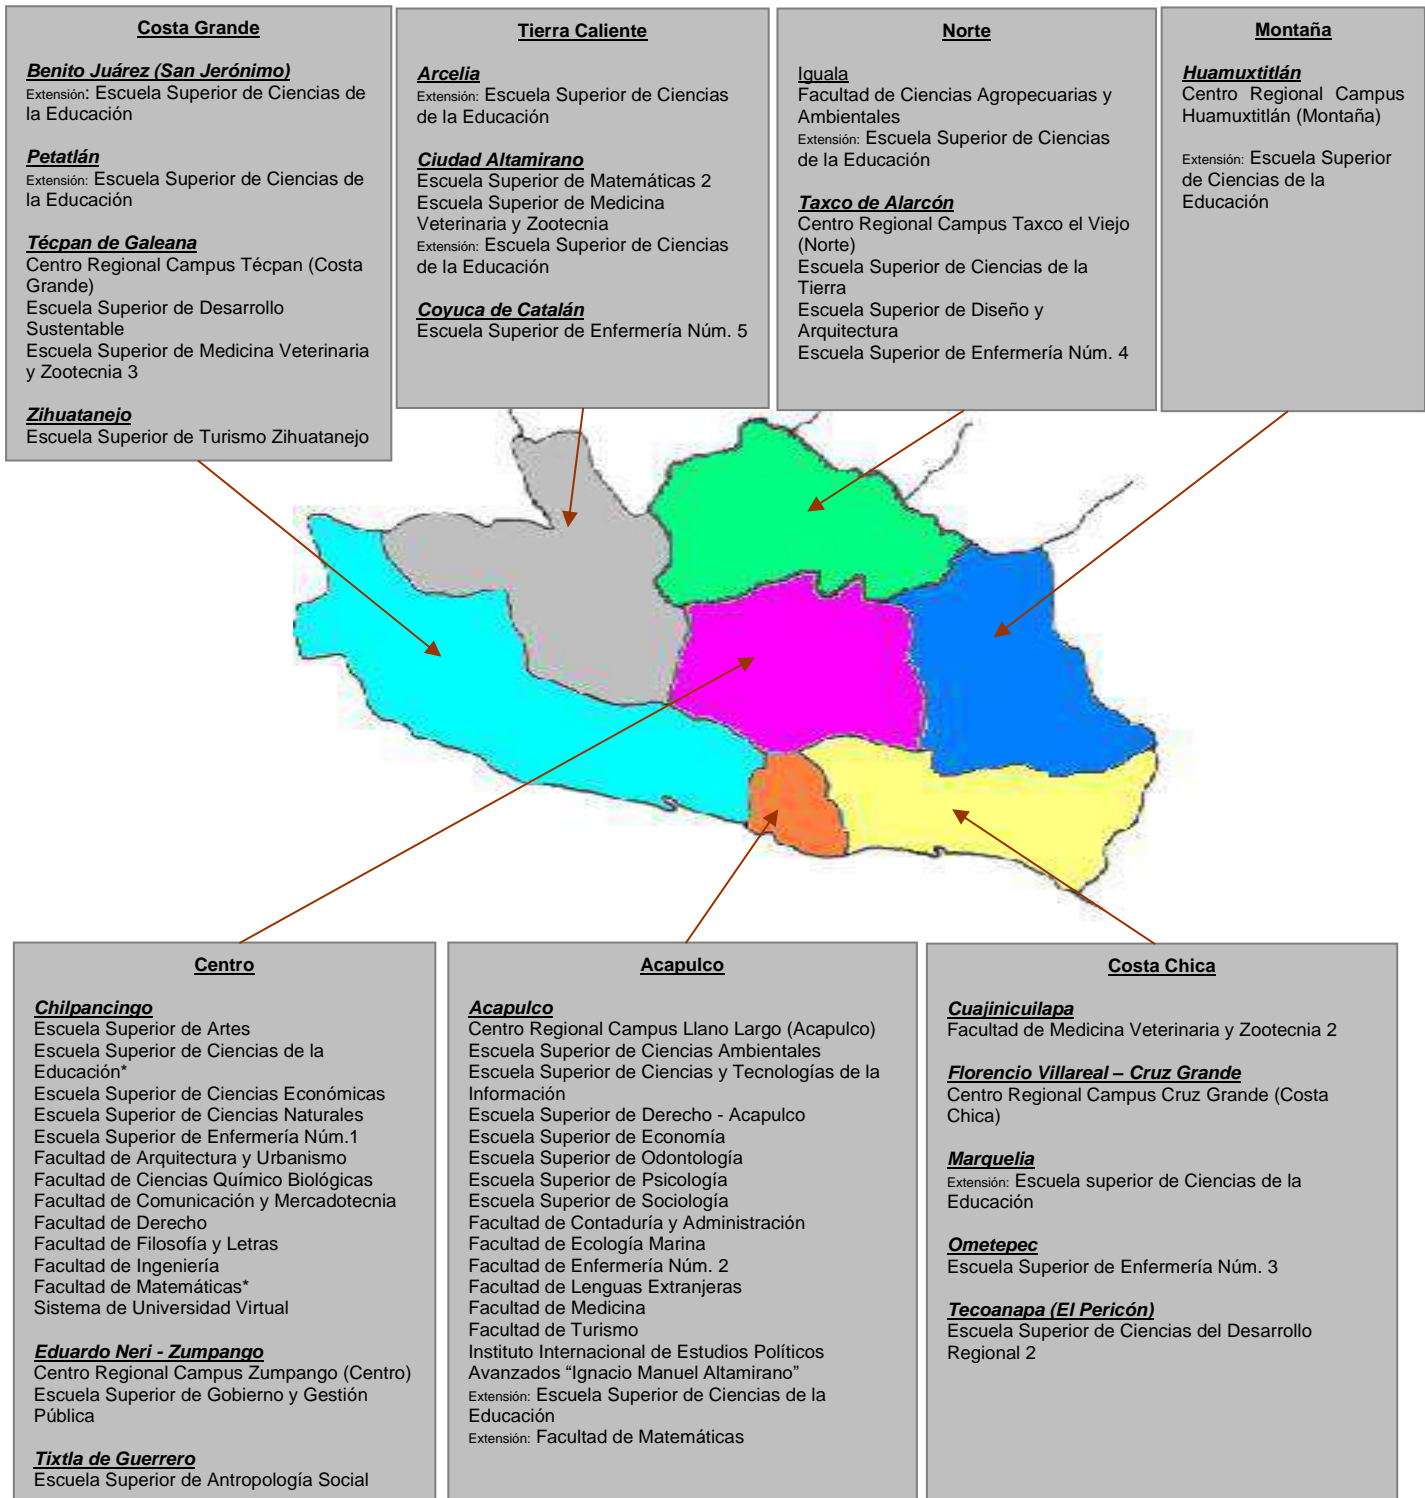 Costa Grande
Benito Juárez (San Jerónimo)
Extensión: Escuela Superior de Ciencias de
la Educación
Petatlán
Extensión: Escuela Superior de Ciencias de
la Educación
Técpan de Galeana
Centro Regional Campus Técpan (Costa
Grande)
Escuela Superior de Desarrollo
Sustentable
Escuela Superior de Medicina Veterinaria
y Zootecnia 3
Zihuatanejo
Escuela Superior de Turismo Zihuatanejo
Tierra Caliente
Arcelia
Extensión: Escuela Superior de Ciencias
de la Educación
Ciudad Altamirano
Escuela Superior de Matemáticas 2
Escuela Superior de Medicina
Veterinaria y Zootecnia
Extensión: Escuela Superior de Ciencias
de la Educación
Coyuca de Catalán
Escuela Superior de Enfermería Núm. 5
Norte
Iguala
Facultad de Ciencias Agropecuarias y
Ambientales
Extensión: Escuela Superior de Ciencias
de la Educación
Taxco de Alarcón
Centro Regional Campus Taxco el Viejo
(Norte)
Escuela Superior de Ciencias de la
Tierra
Escuela Superior de Diseño y
Arquitectura
Escuela Superior de Enfermería Núm. 4
Montaña
Huamuxtitlán
Centro Regional Campus
Huamuxtitlán (Montaña)
Extensión: Escuela Superior
de Ciencias de la
Educación
Centro
Chilpancingo
Escuela Superior de Artes
Escuela Superior de Ciencias de la
Educación*
Escuela Superior de Ciencias Económicas
Escuela Superior de Ciencias Naturales
Escuela Superior de Enfermería Núm.1
Facultad de Arquitectura y Urbanismo
Facultad de Ciencias Químico Biológicas
Facultad de Comunicación y Mercadotecnia
Facultad de Derecho
Facultad de Filosofía y Letras
Facultad de Ingeniería
Facultad de Matemáticas*
Sistema de Universidad Virtual
Eduardo Neri - Zumpango
Centro Regional Campus Zumpango (Centro)
Escuela Superior de Gobierno y Gestión
Pública
Tixtla de Guerrero
Escuela Superior de Antropología Social
Acapulco
Acapulco
Centro Regional Campus Llano Largo (Acapulco)
Escuela Superior de Ciencias Ambientales
Escuela Superior de Ciencias y Tecnologías de la
Información
Escuela Superior de Derecho - Acapulco
Escuela Superior de Economía
Escuela Superior de Odontología
Escuela Superior de Psicología
Escuela Superior de Sociología
Facultad de Contaduría y Administración
Facultad de Ecología Marina
Facultad de Enfermería Núm. 2
Facultad de Lenguas Extranjeras
Facultad de Medicina
Facultad de Turismo
Instituto Internacional de Estudios Políticos
Avanzados “Ignacio Manuel Altamirano”
Extensión: Escuela Superior de Ciencias de la
Educación
Extensión: Facultad de Matemáticas
Costa Chica
Cuajinicuilapa
Facultad de Medicina Veterinaria y Zootecnia 2
Florencio Villareal – Cruz Grande
Centro Regional Campus Cruz Grande (Costa
Chica)
Marquelia
Extensión: Escuela superior de Ciencias de la
Educación
Ometepec
Escuela Superior de Enfermería Núm. 3
Tecoanapa (El Pericón)
Escuela Superior de Ciencias del Desarrollo
Regional 2